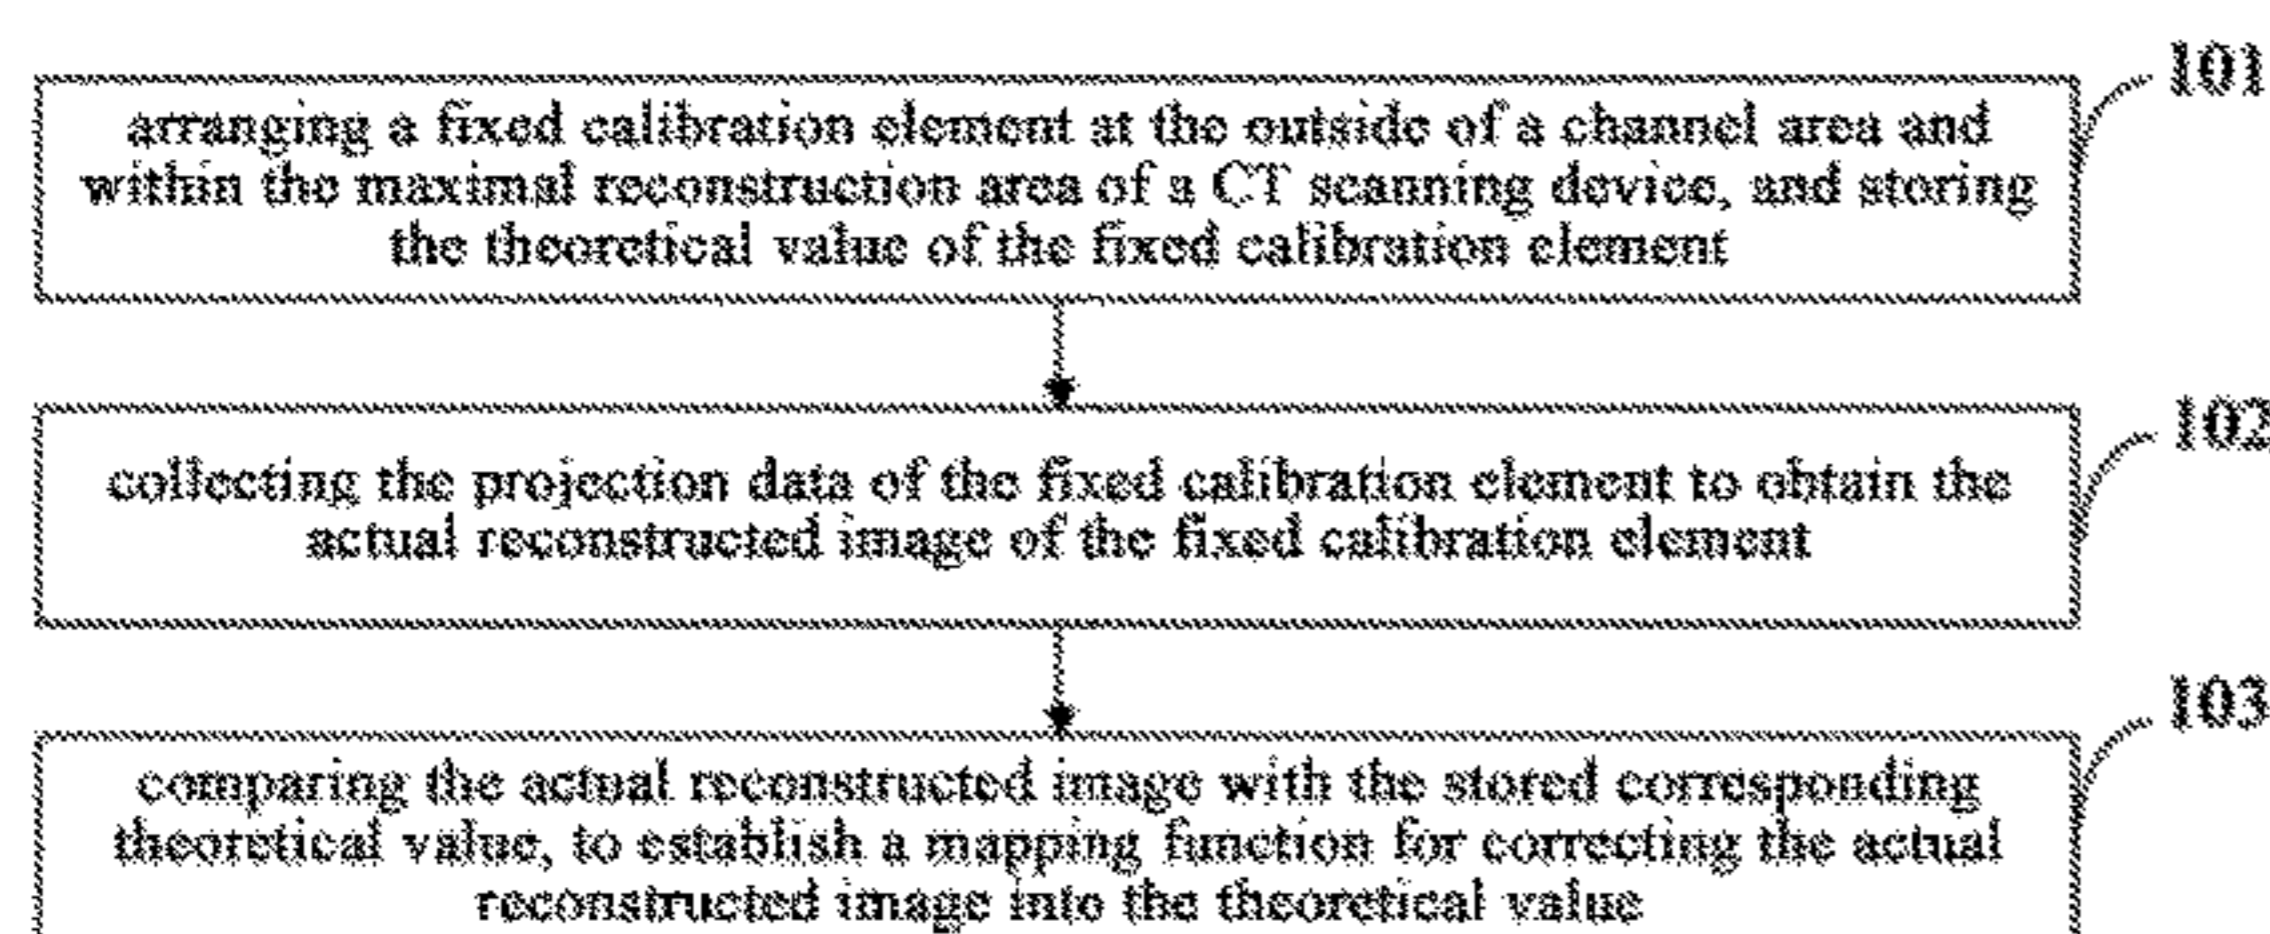 101
arranging a fixed calibration element at the outside of a channel area and
within the maximal reconstruction area of a CT scanning device, and storing
the theoretical value of the fixed calibration element
102
collecting the projection data of the fixed calibration element to obtain the
actual reconstructed image of the fixed calibration element
103
comparing the actual reconstructed image with the stored corresponding
theoretical value, to establish a mapping function for correcting the actual
reconstructed image into the theoretical value